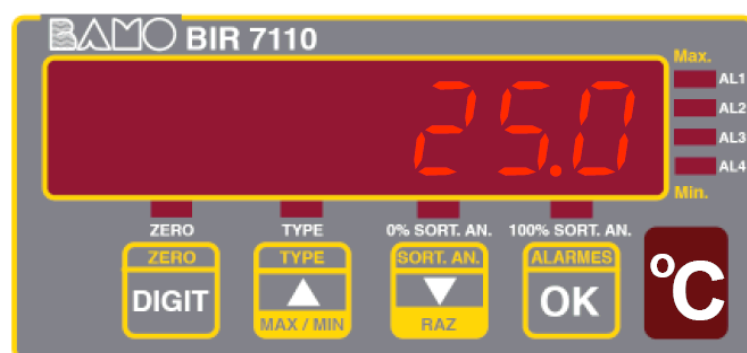 BAMO BIR 7110
25.0
Max.
AL1
AL2
AL3
AL4
Min.
ZERO TYPE 0% SORT. AN. 100% SORT. AN.
ZERO TYPE SORT. AN. ALARMES
DIGIT OK
MAX / MIN RAZ
°C